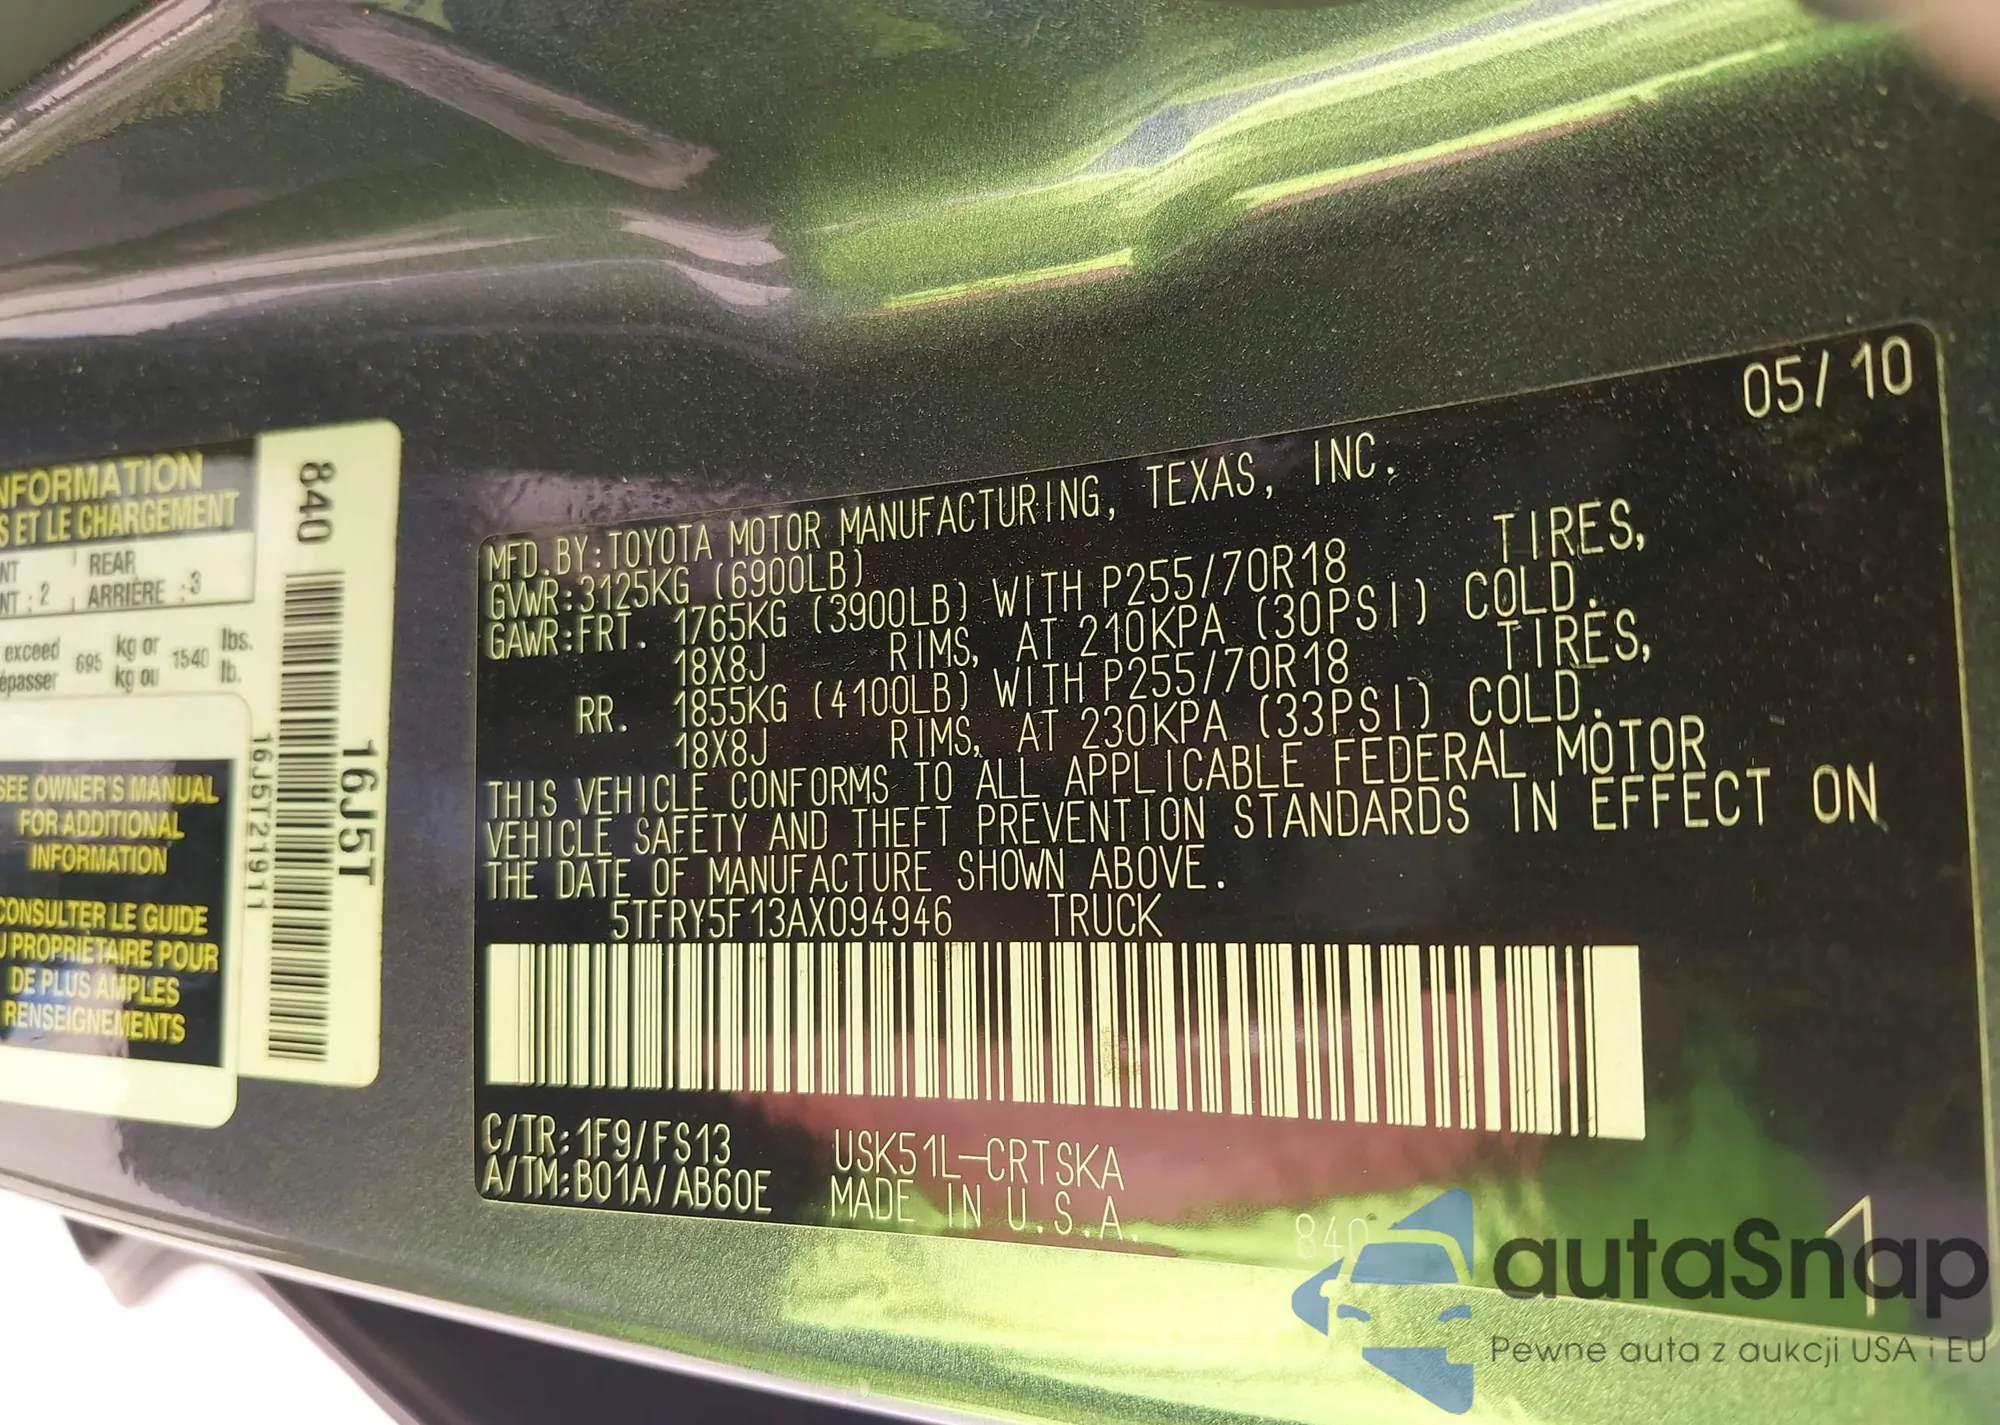 NFORMATION
S ET LE CHARGEMENT
NT REAR
NT : 2 ARRIÈRE : 3
exceed 695 kg or 1540 lbs.
épasser kg ou lb.
SEE OWNER'S MANUAL
FOR ADDITIONAL
INFORMATION
CONSULTER LE GUIDE
U PROPRIÉTAIRE POUR
DE PLUS AMPLES
RENSEIGNEMENTS
840
16J5T
16J5T21911
05/10
MFD.BY:TOYOTA MOTOR MANUFACTURING, TEXAS, INC.
GVWR:3125KG (6900LB)
GAWR:FRT. 1765KG (3900LB) WITH P255/70R18 TIRES,
18X8J RIMS, AT 210KPA (30PSI) COLD.
RR. 1855KG (4100LB) WITH P255/70R18 TIRES,
18X8J RIMS, AT 230KPA (33PSI) COLD.
THIS VEHICLE CONFORMS TO ALL APPLICABLE FEDERAL MOTOR
VEHICLE SAFETY AND THEFT PREVENTION STANDARDS IN EFFECT ON
THE DATE OF MANUFACTURE SHOWN ABOVE.
5TFRY5F13AX094946 TRUCK
C/TR:1F9/FS13 USK51L-CRTSKA
A/TM:B01A/AB60E MADE IN U.S.A.
840 1
autaSnap
Pewne auta z aukcji USA i EU